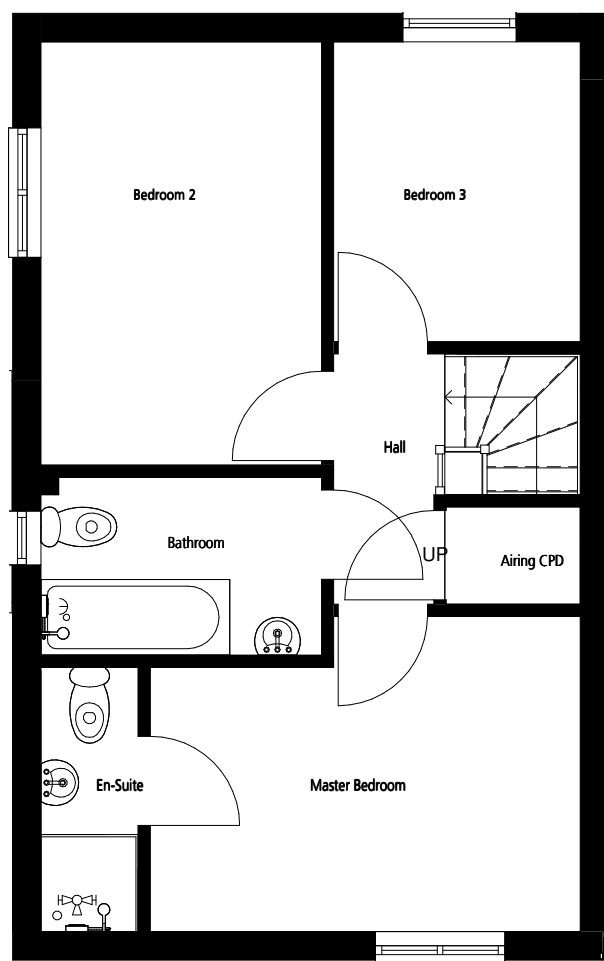 Bedroom 2
Bedroom 3
Hall
Bathroom
UP
Airing CPD
En-Suite
Master Bedroom